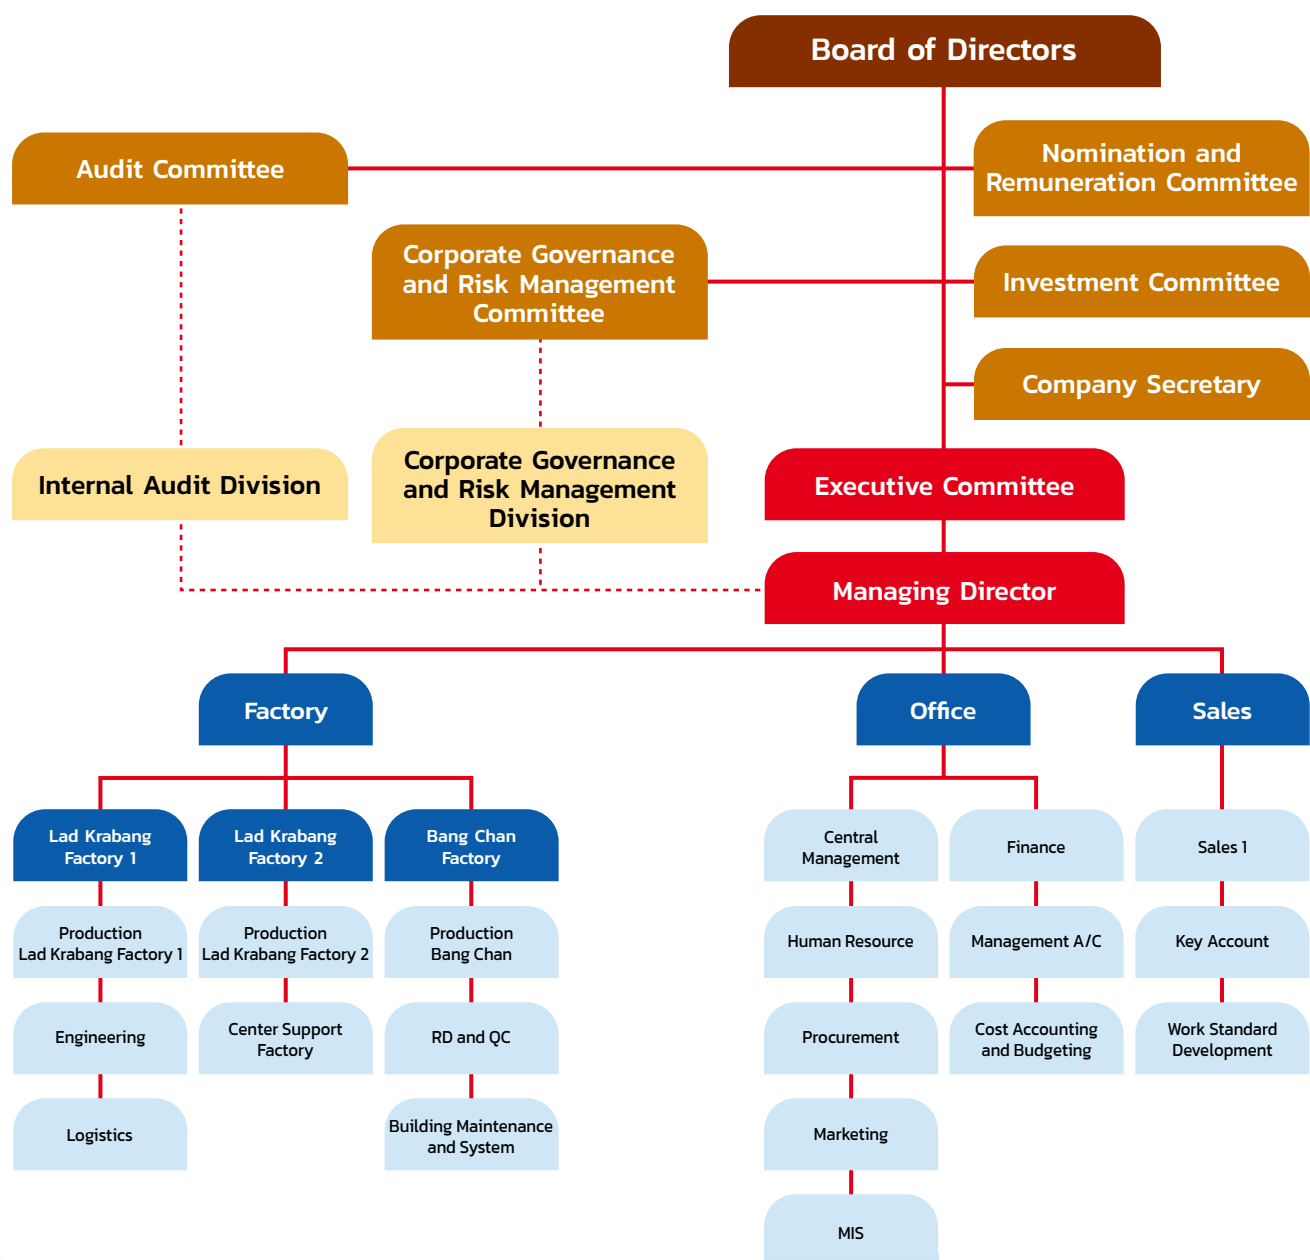 Board of Directors
Audit Committee
Nomination and
Remuneration Committee
Corporate Governance
and Risk Management
Committee
Investment Committee
Company Secretary
Internal Audit Division
Corporate Governance
and Risk Management
Division
Executive Committee
Managing Director
Factory
Office
Sales
Lad Krabang
Factory 1
Lad Krabang
Factory 2
Bang Chan
Factory
Central
Management
Finance
Sales 1
Production
Lad Krabang Factory 1
Production
Lad Krabang Factory 2
Production
Bang Chan
Human Resource
Management A/C
Key Account
Engineering
Center Support
Factory
RD and QC
Procurement
Cost Accounting
and Budgeting
Work Standard
Development
Logistics
Building Maintenance
and System
Marketing
MIS